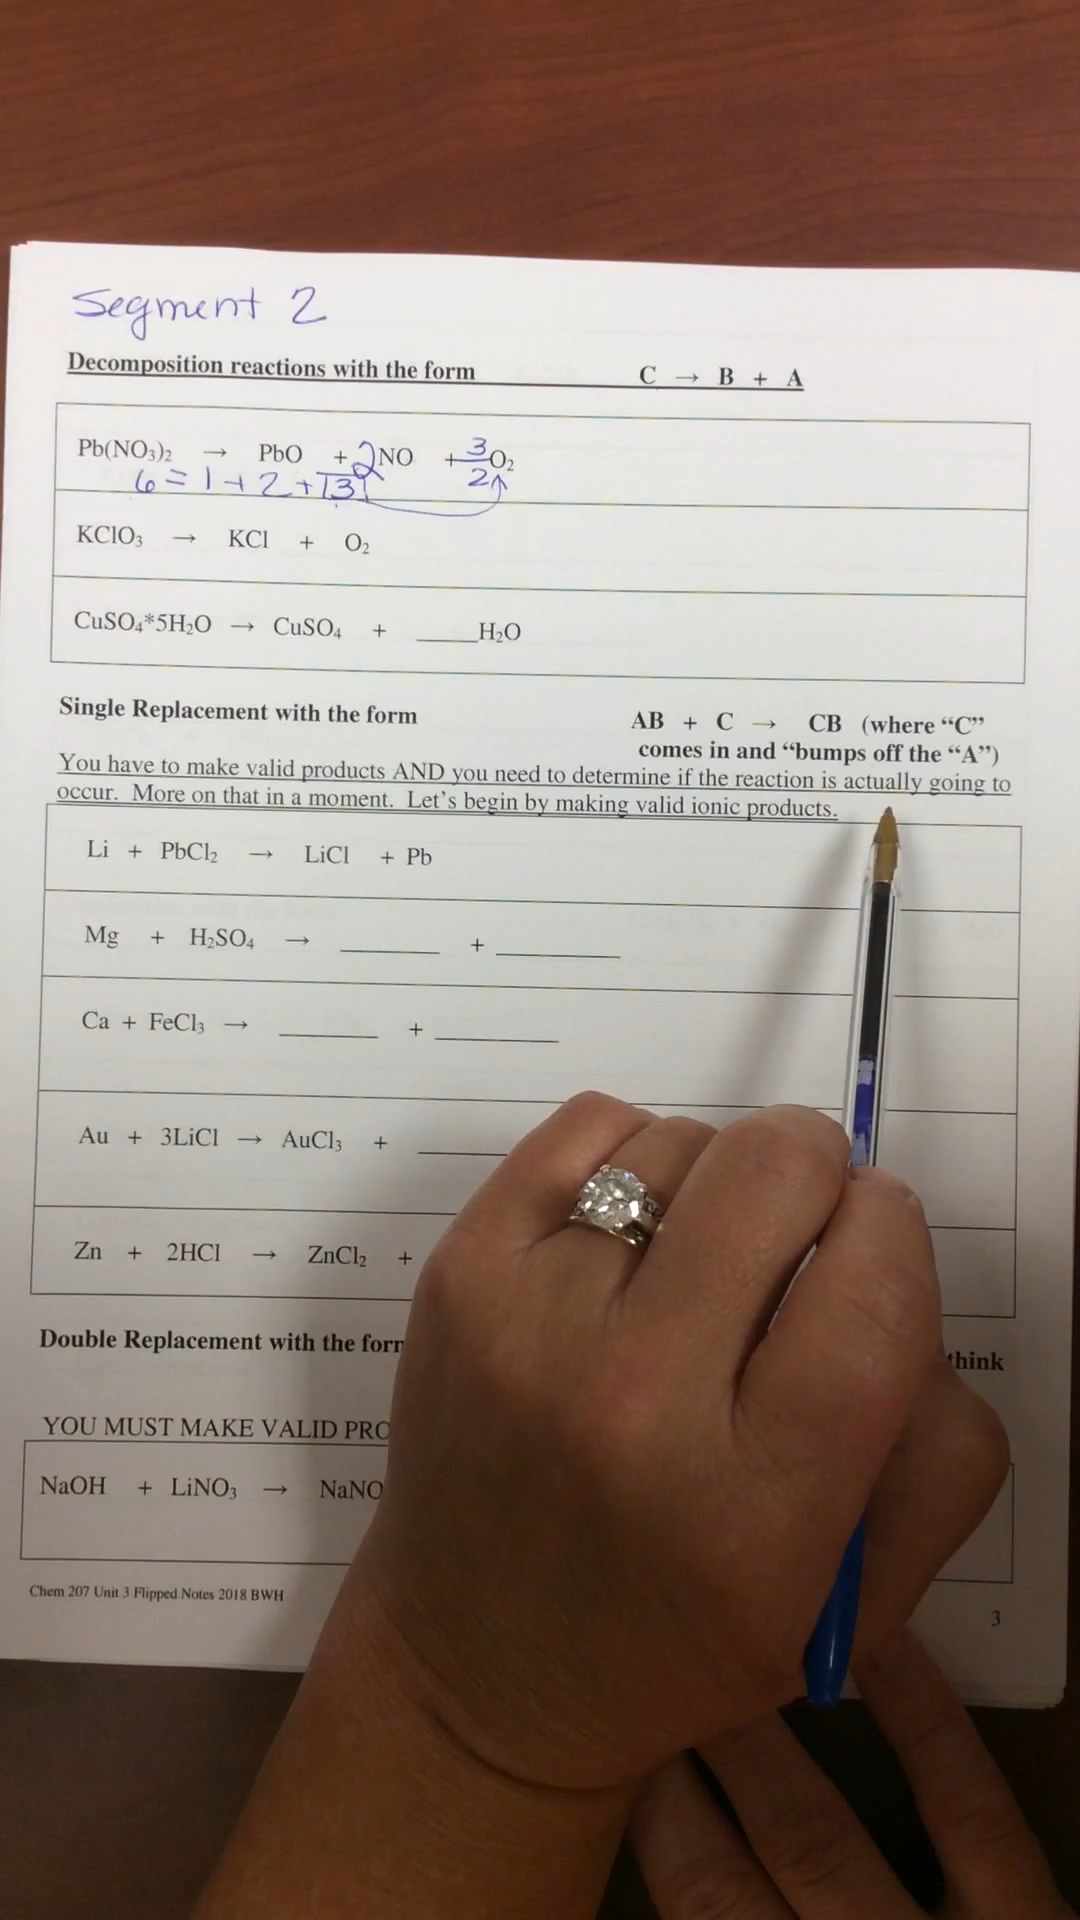 Segment 2
Decomposition reactions with the form C → B + A
Pb(NO₃)₂ → PbO + 2NO + 3/2 O₂
6 = 1 + 2 + 3
KClO₃ → KCl + O₂
CuSO₄*5H₂O → CuSO₄ + ____H₂O
Single Replacement with the form AB + C → CB (where “C”
comes in and “bumps off the “A”)
You have to make valid products AND you need to determine if the reaction is actually going to
occur. More on that in a moment. Let’s begin by making valid ionic products.
Li + PbCl₂ → LiCl + Pb
Mg + H₂SO₄ → ________ + __________
Ca + FeCl₃ → ________ + __________
Au + 3LiCl → AuCl₃ + _______
Zn + 2HCl → ZnCl₂ +
Double Replacement with the for think
YOU MUST MAKE VALID PRO
NaOH + LiNO₃ → NaNO
Chem 207 Unit 3 Flipped Notes 2018 BWH
3